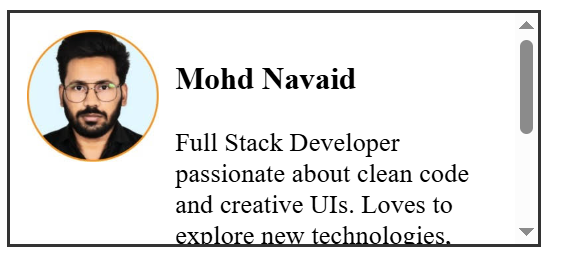 Mohd Navaid
Full Stack Developer
passionate about clean code
and creative UIs. Loves to
explore new technologies,